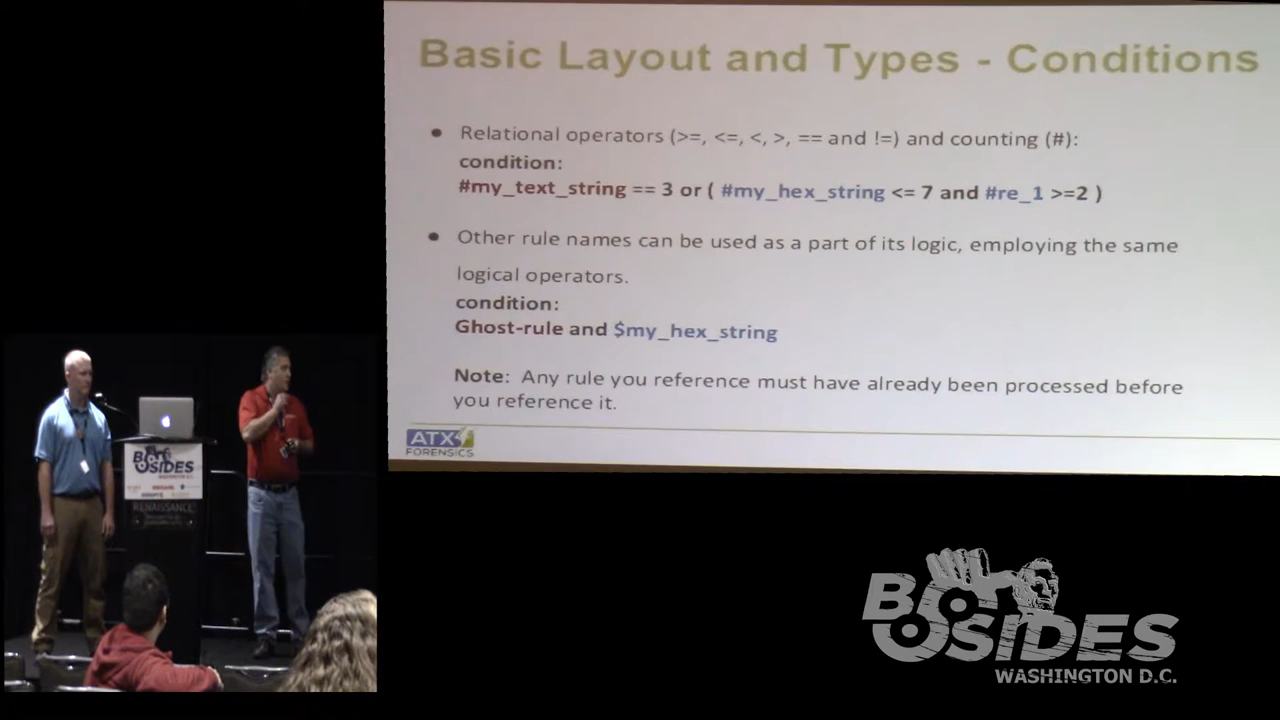 Basic Layout and Types - Conditions
● Relational operators (>=, <=, <, >, == and !=) and counting (#):
condition:
#my_text_string == 3 or ( #my_hex_string <= 7 and #re_1 >=2 )
● Other rule names can be used as a part of its logic, employing the same
logical operators.
condition:
Ghost-rule and $my_hex_string
Note: Any rule you reference must have already been processed before
you reference it.
ATX
FORENSICS
BSIDES
WASHINGTON D.C.
RENAISSANCE
BSIDES
WASHINGTON D.C.